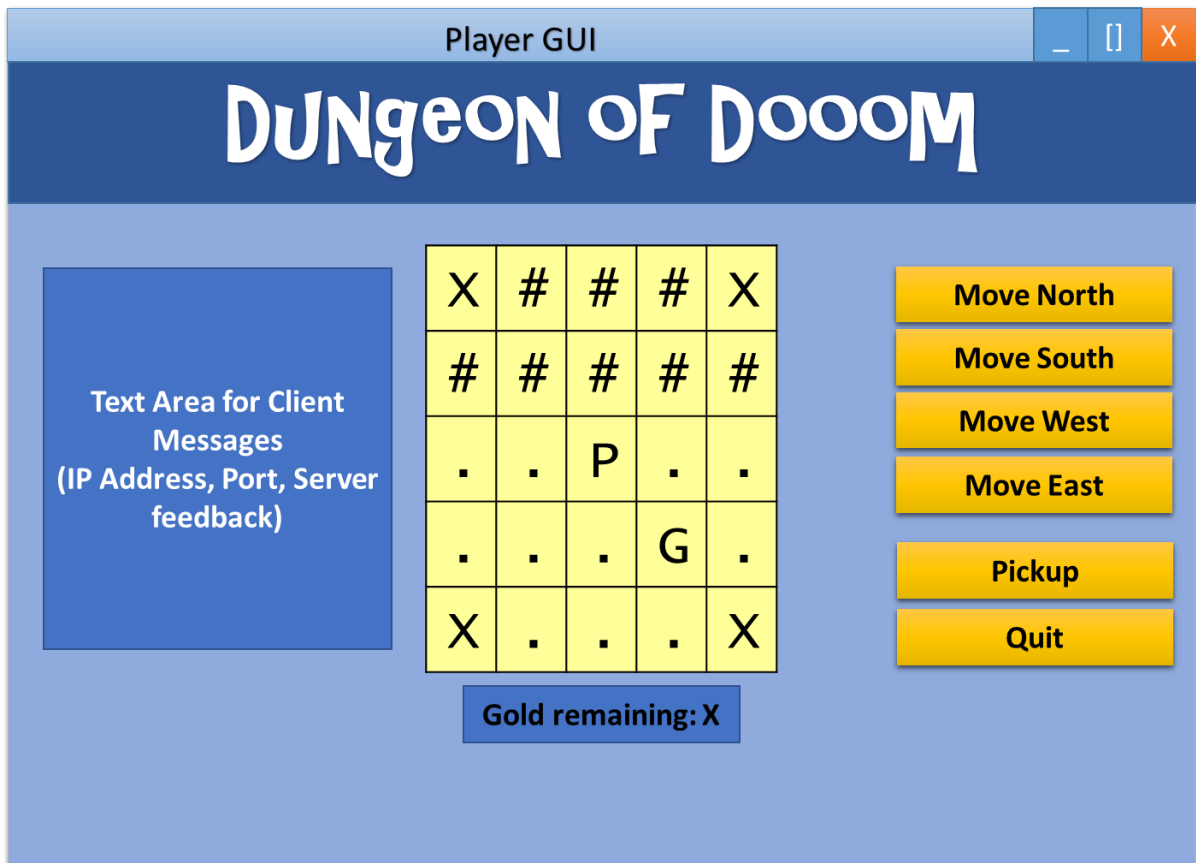 Player GUI
_ [] X
DUNgeoN oF DoooM
X # # # X
# # # # #
. . P . .
. . . G .
X . . . X
Text Area for Client
Messages
(IP Address, Port, Server
feedback)
Move North
Move South
Move West
Move East
Pickup
Quit
Gold remaining: X